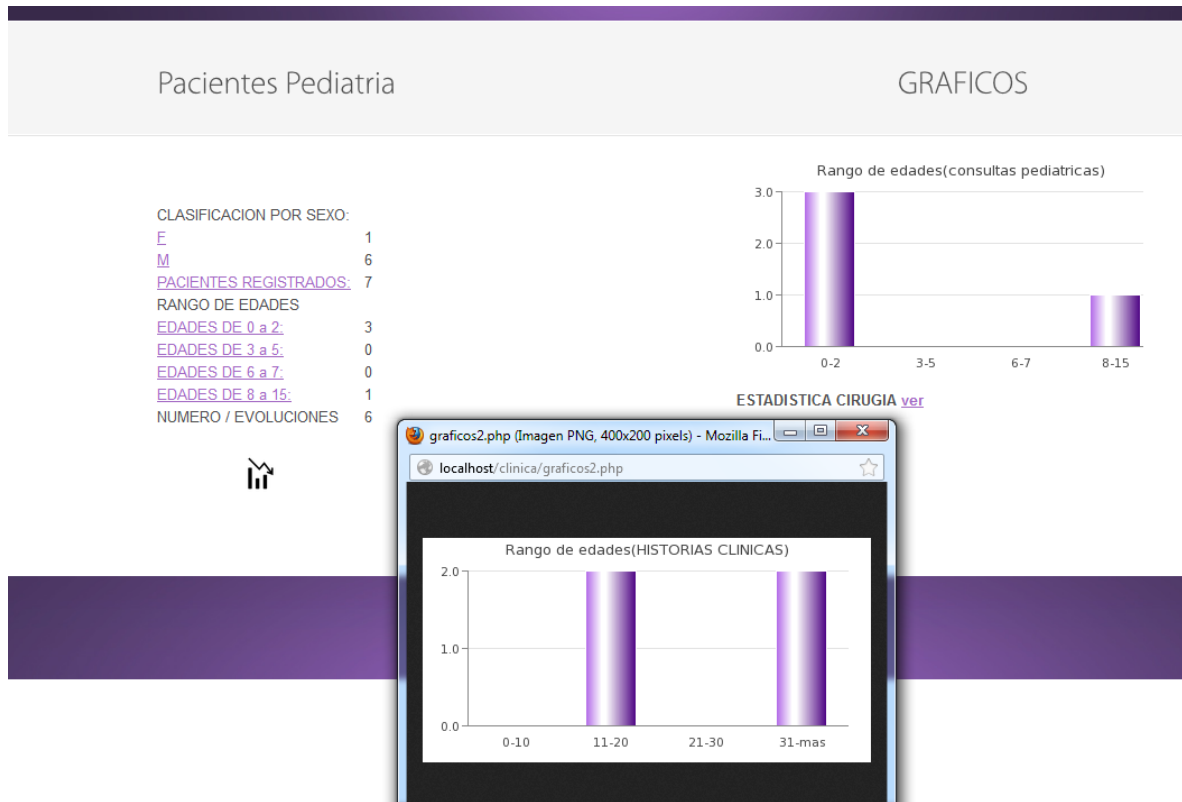 Pacientes Pediatria
GRAFICOS
CLASIFICACION POR SEXO:
F 1
M 6
PACIENTES REGISTRADOS: 7
RANGO DE EDADES
EDADES DE 0 a 2: 3
EDADES DE 3 a 5: 0
EDADES DE 6 a 7: 0
EDADES DE 8 a 15: 1
NUMERO / EVOLUCIONES 6
Rango de edades(consultas pediatricas)
3.0
2.0
1.0
0.0
0-2 3-5 6-7 8-15
ESTADISTICA CIRUGIA ver
graficos2.php (Imagen PNG, 400x200 pixels) - Mozilla Fi...
localhost/clinica/graficos2.php
Rango de edades(HISTORIAS CLINICAS)
2.0
1.0
0.0
0-10 11-20 21-30 31-mas